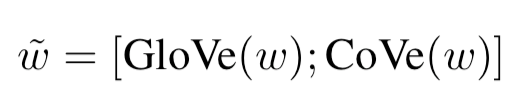 w̃ = [GloVe(w); CoVe(w)]